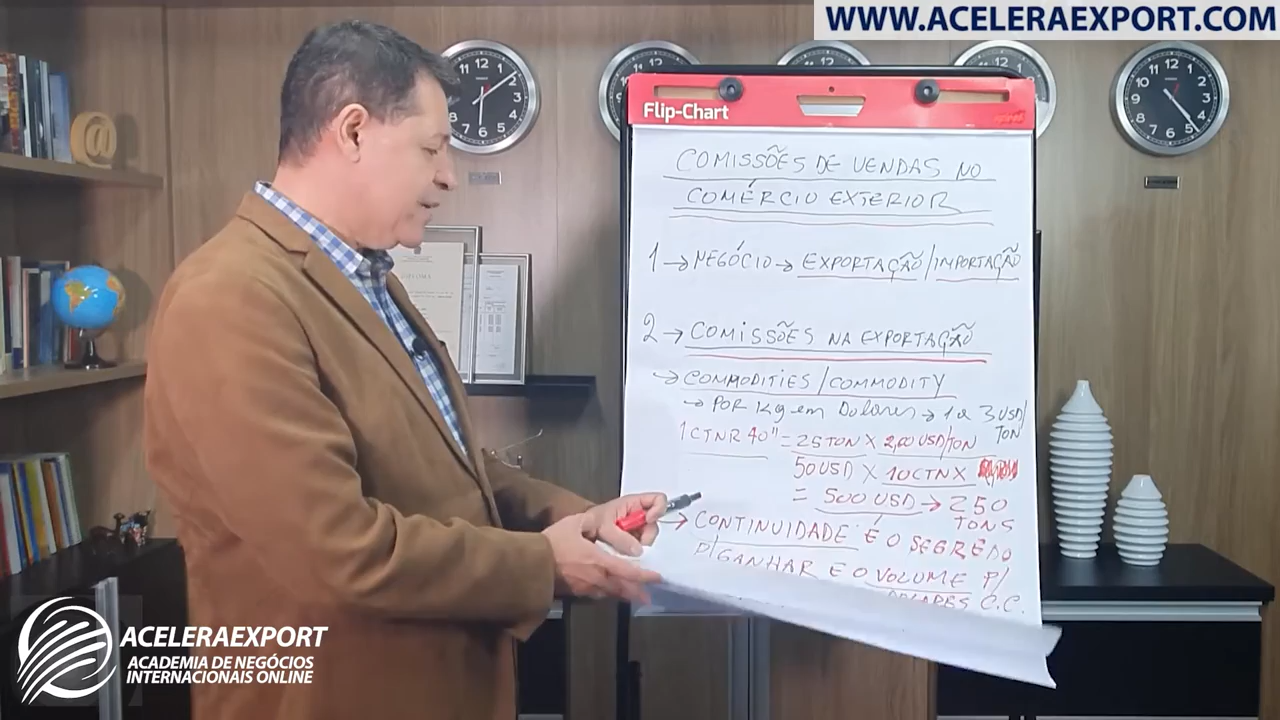 WWW.ACELERAEXPORT.COM
Flip-Chart
COMISSÕES DE VENDAS NO
COMÉRCIO EXTERIOR
1 → NEGÓCIO → EXPORTAÇÃO/IMPORTAÇÃO
2 → COMISSÕES NA EXPORTAÇÃO
→ COMMODITIES/COMMODITY
→ POR Kg em Dolares → 1 a 3 USD/
TON
1 CTNR 40'' = 25 TON X 2,00 USD/TON
50 USD X 10 CTN X
= 500 USD → 250
TONS
→ CONTINUIDADE É O SEGREDO
P/GANHAR E O VOLUME P/
C.C.
ACELERAEXPORT
ACADEMIA DE NEGÓCIOS
INTERNACIONAIS ONLINE